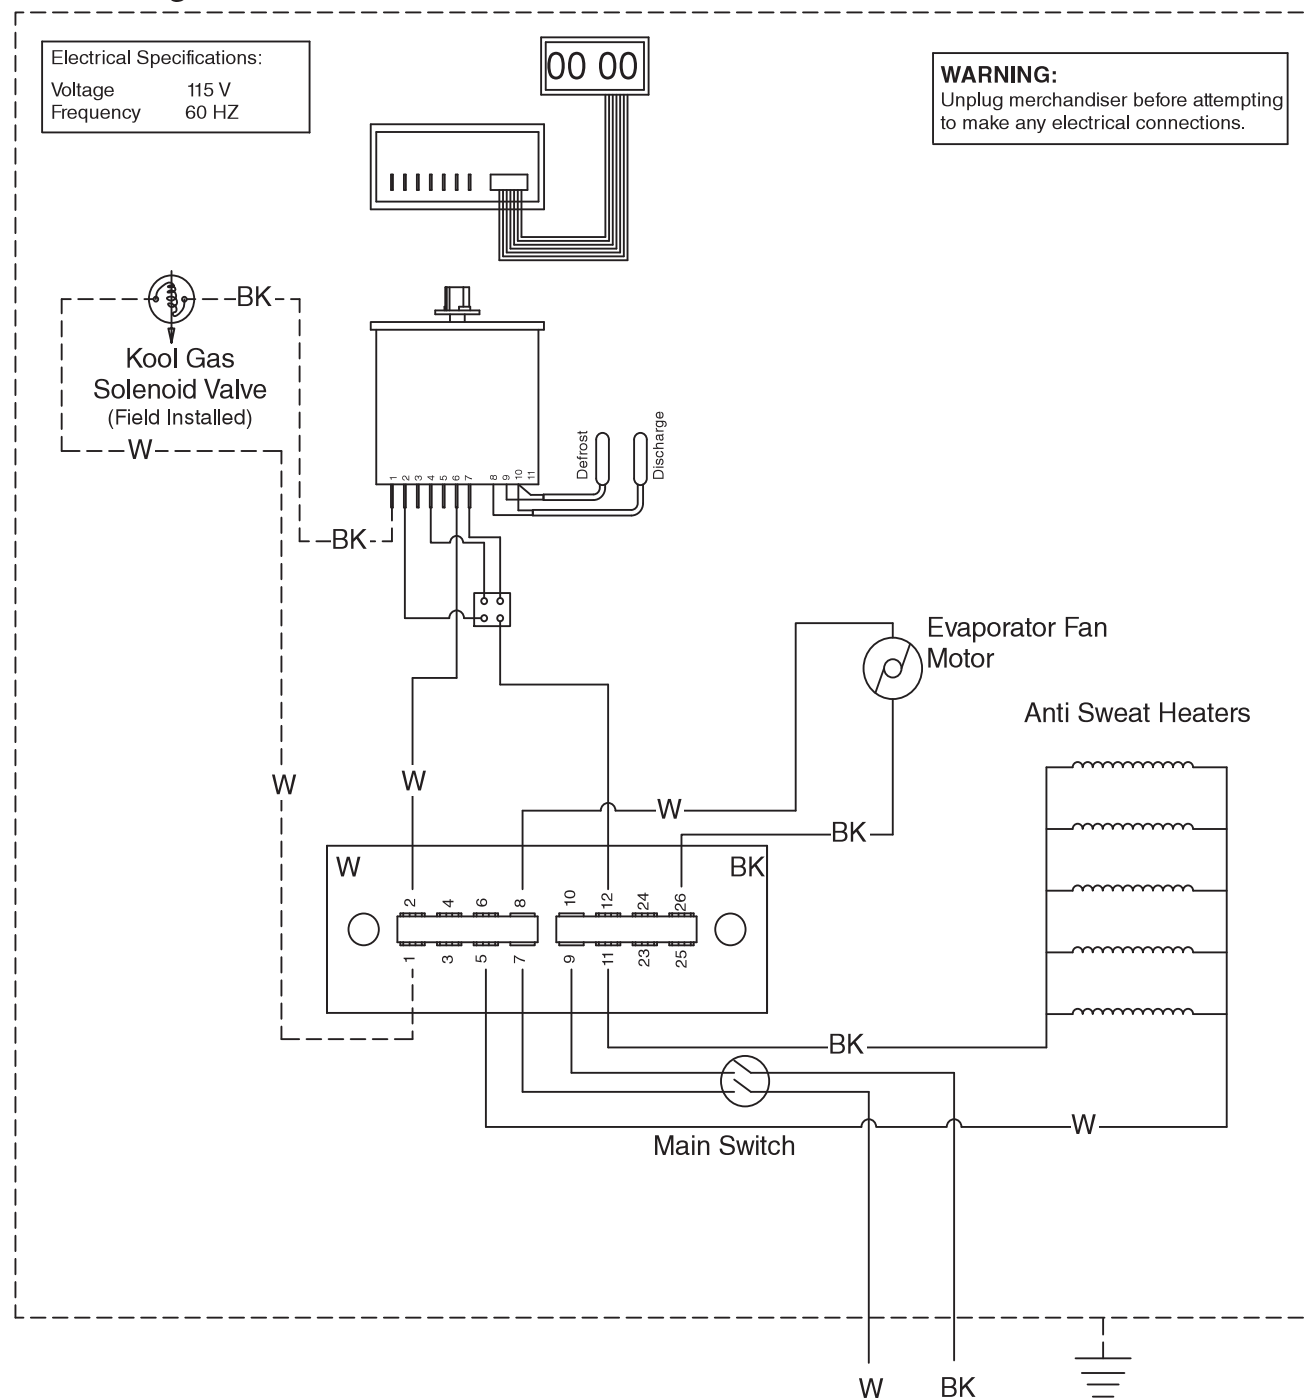 Electrical Specifications:
Voltage 115 V
Frequency 60 HZ
00 00
WARNING:
Unplug merchandiser before attempting
to make any electrical connections.
BK
Kool Gas
Solenoid Valve
(Field Installed)
W
Defrost
Discharge
1 2 3 4 5 6 7 8 9 10 11
BK
Evaporator Fan
Motor
Anti Sweat Heaters
W
W
W
BK
W
BK
2 4 6 8 10 12 24 26
1 3 5 7 9 11 23 25
BK
W
Main Switch
W
BK